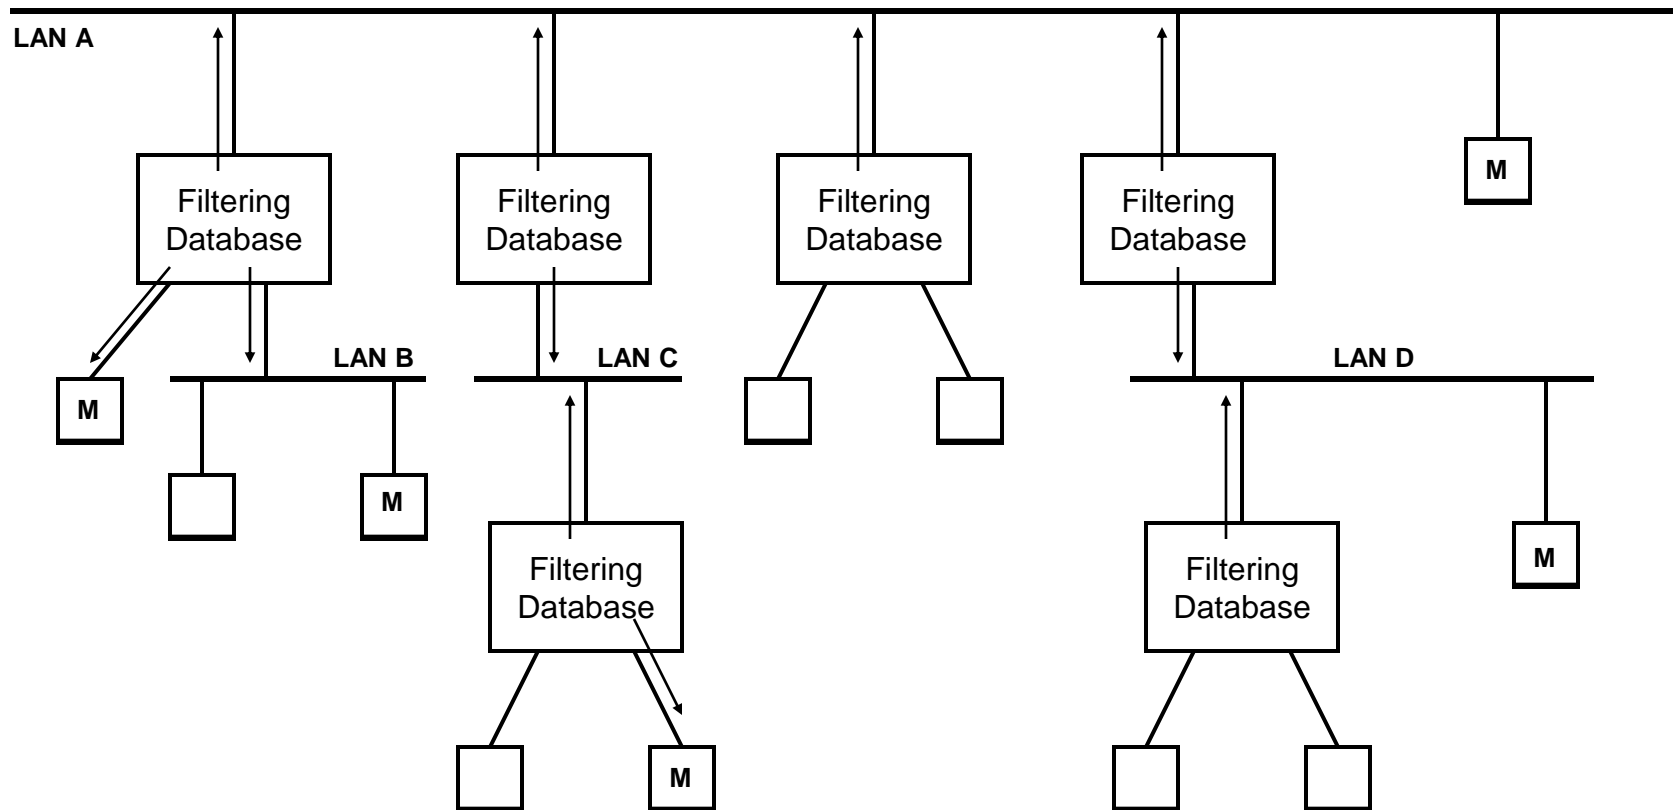 LAN A
M
Filtering
Database
Filtering
Database
Filtering
Database
Filtering
Database
LAN B
LAN C
LAN D
M
M
M
Filtering
Database
Filtering
Database
M